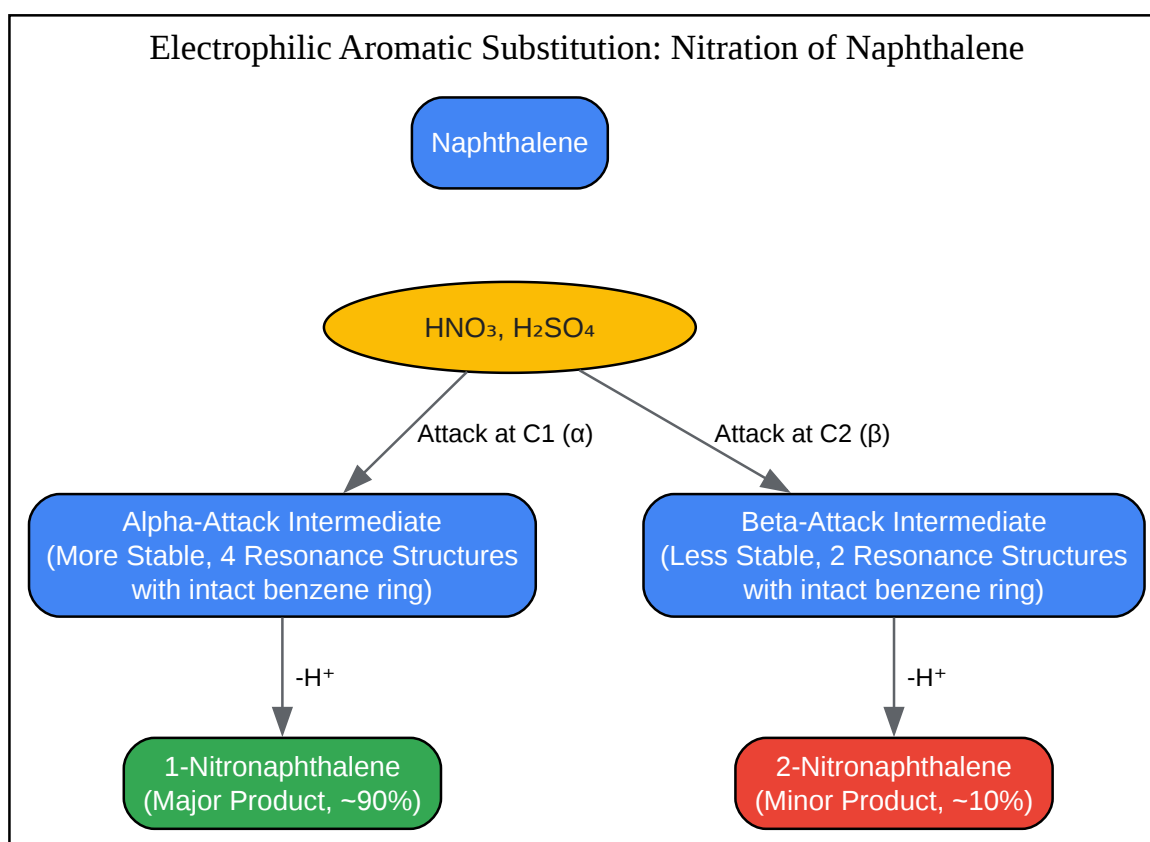 Electrophilic Aromatic Substitution: Nitration of Naphthalene
Naphthalene
HNO₃, H₂SO₄
Attack at C1 (α)
Attack at C2 (β)
Alpha-Attack Intermediate
(More Stable, 4 Resonance Structures
with intact benzene ring)
Beta-Attack Intermediate
(Less Stable, 2 Resonance Structures
with intact benzene ring)
-H⁺
-H⁺
1-Nitronaphthalene
(Major Product, ~90%)
2-Nitronaphthalene
(Minor Product, ~10%)